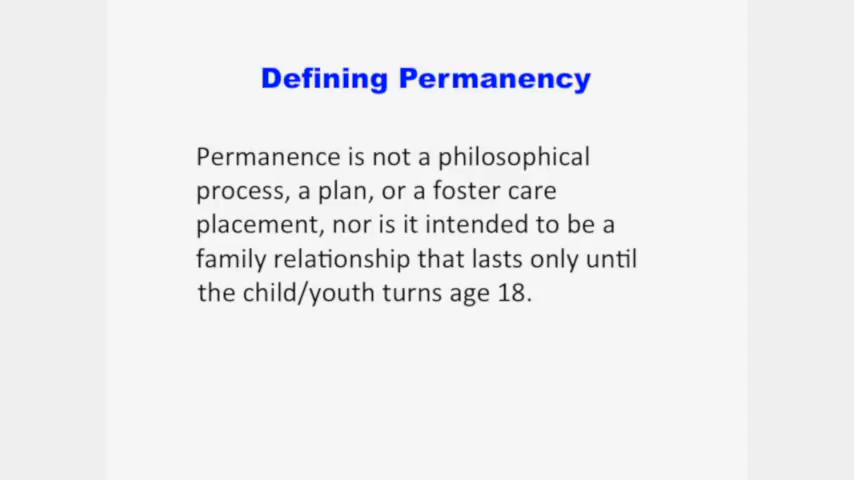 Defining Permanency
Permanence is not a philosophical
process, a plan, or a foster care
placement, nor is it intended to be a
family relationship that lasts only until
the child/youth turns age 18.